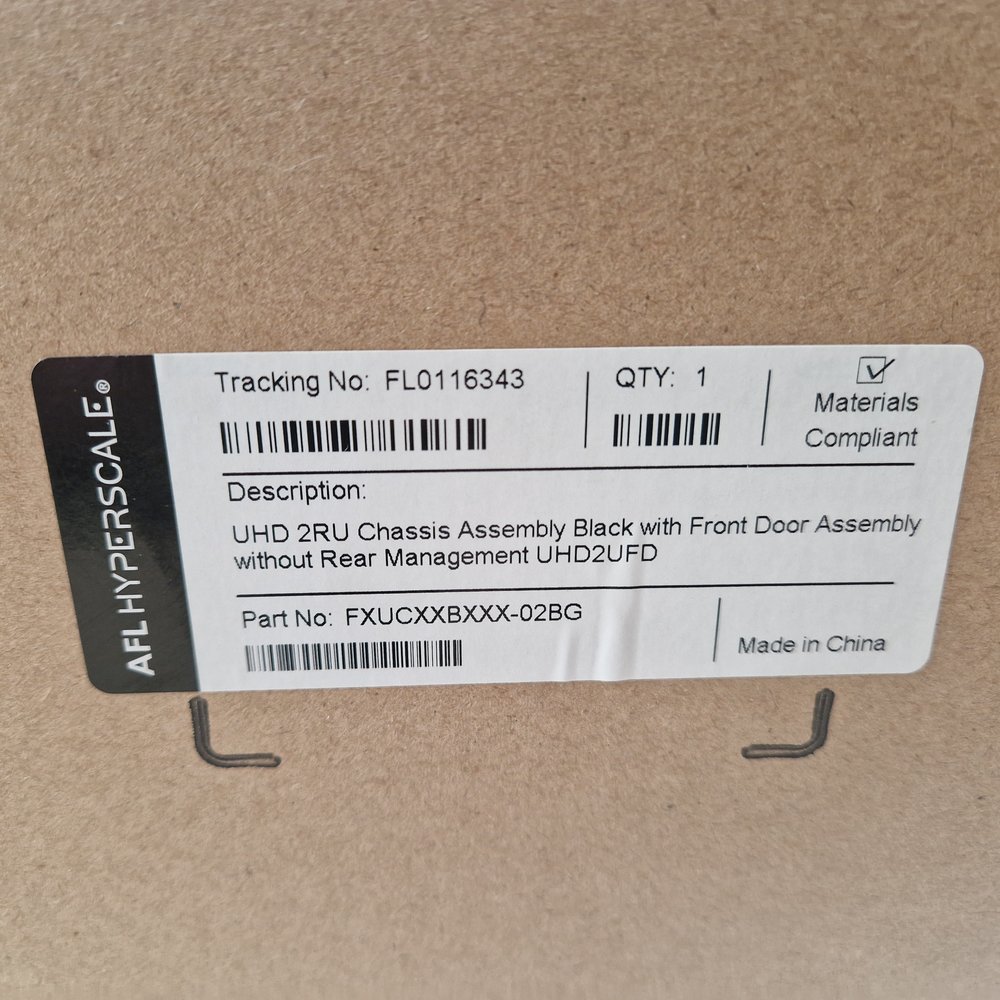 AFL HYPERSCALE®
Tracking No: FL0116343
QTY: 1
Materials
Compliant
Description:
UHD 2RU Chassis Assembly Black with Front Door Assembly
without Rear Management UHD2UFD
Part No: FXUCXXBXXX-02BG
Made in China